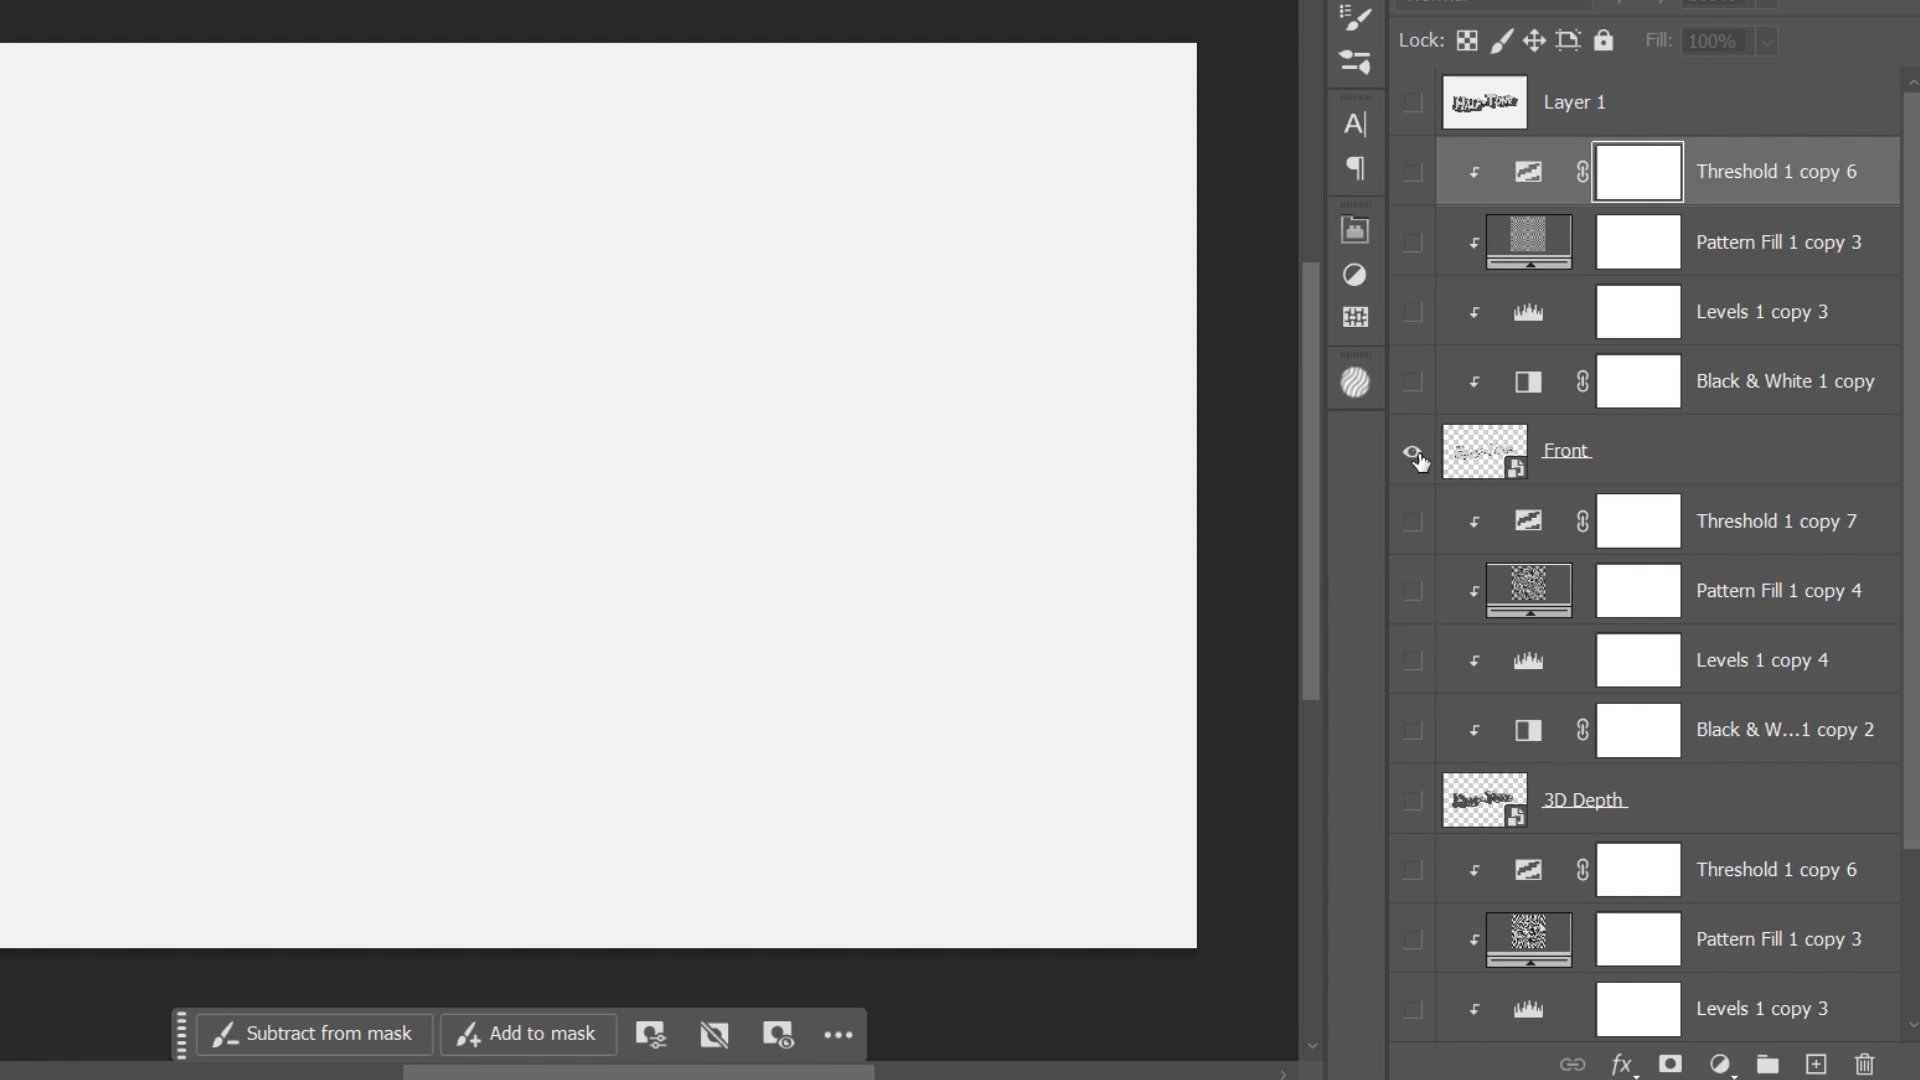 Lock:
Fill:
100%
Layer 1
Threshold 1 copy 6
Pattern Fill 1 copy 3
Levels 1 copy 3
Black & White 1 copy
Front
Threshold 1 copy 7
Pattern Fill 1 copy 4
Levels 1 copy 4
Black & W...1 copy 2
3D Depth
Threshold 1 copy 6
Pattern Fill 1 copy 3
Levels 1 copy 3
Subtract from mask
Add to mask
fx